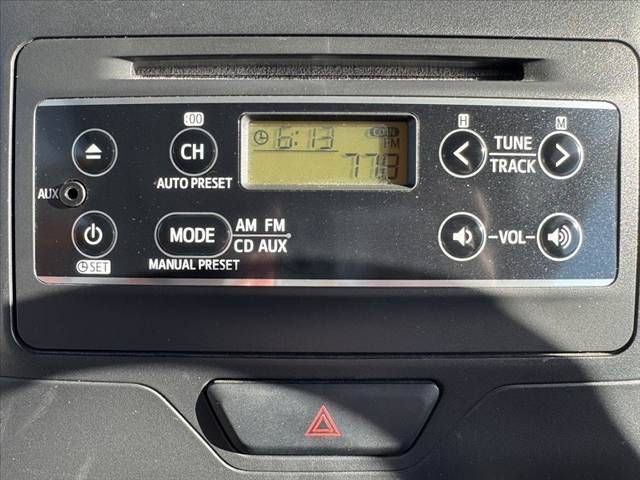 :00
CH
AUTO PRESET
6:13
FM
77.8
H
M
TUNE
TRACK
AUX
MODE
AM FM
CD AUX
MANUAL PRESET
SET
-VOL-